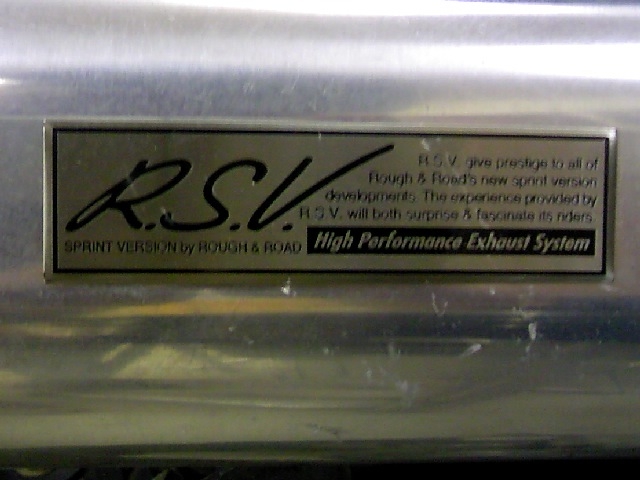 R.S.V.
SPRINT VERSION by ROUGH & ROAD
R.S.V. give prestige to all of
Rough & Road's new sprint version
developments. The experience provided by
R.S.V. will both surprise & fascinate its riders.
High Performance Exhaust System